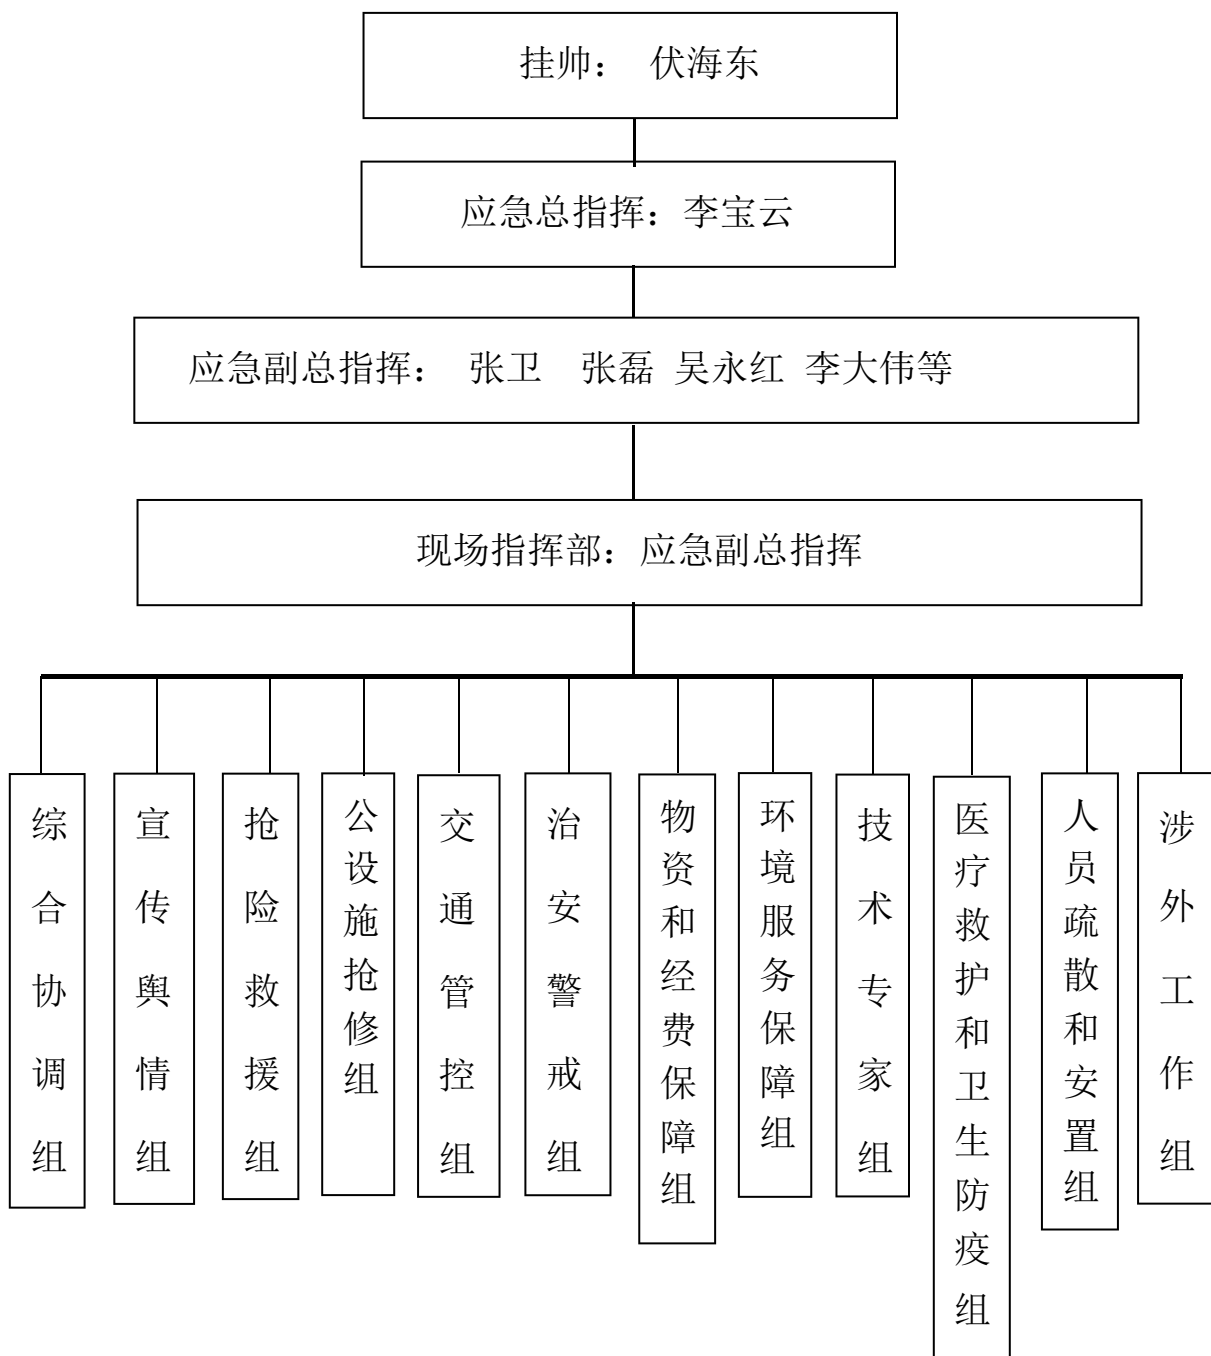 挂帅： 伏海东
应急总指挥：李宝云
应急副总指挥： 张卫 张磊 吴永红 李大伟等
现场指挥部：应急副总指挥
综合协调组
宣传舆情组
抢险救援组
公设施抢修组
交通管控组
治安警戒组
物资和经费保障组
环境服务保障组
技术专家组
医疗救护和卫生防疫组
人员疏散和安置组
涉外工作组